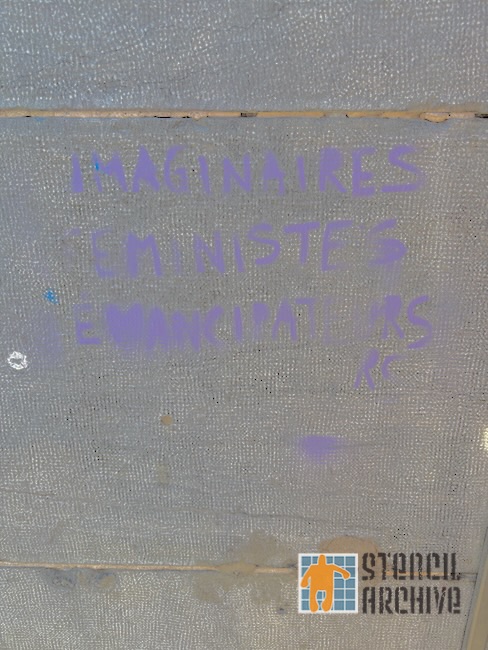 IMAGINAIRES
FEMINISTES
ÉMANCIPATEURS
RC
STENCIL
ARCHIVE